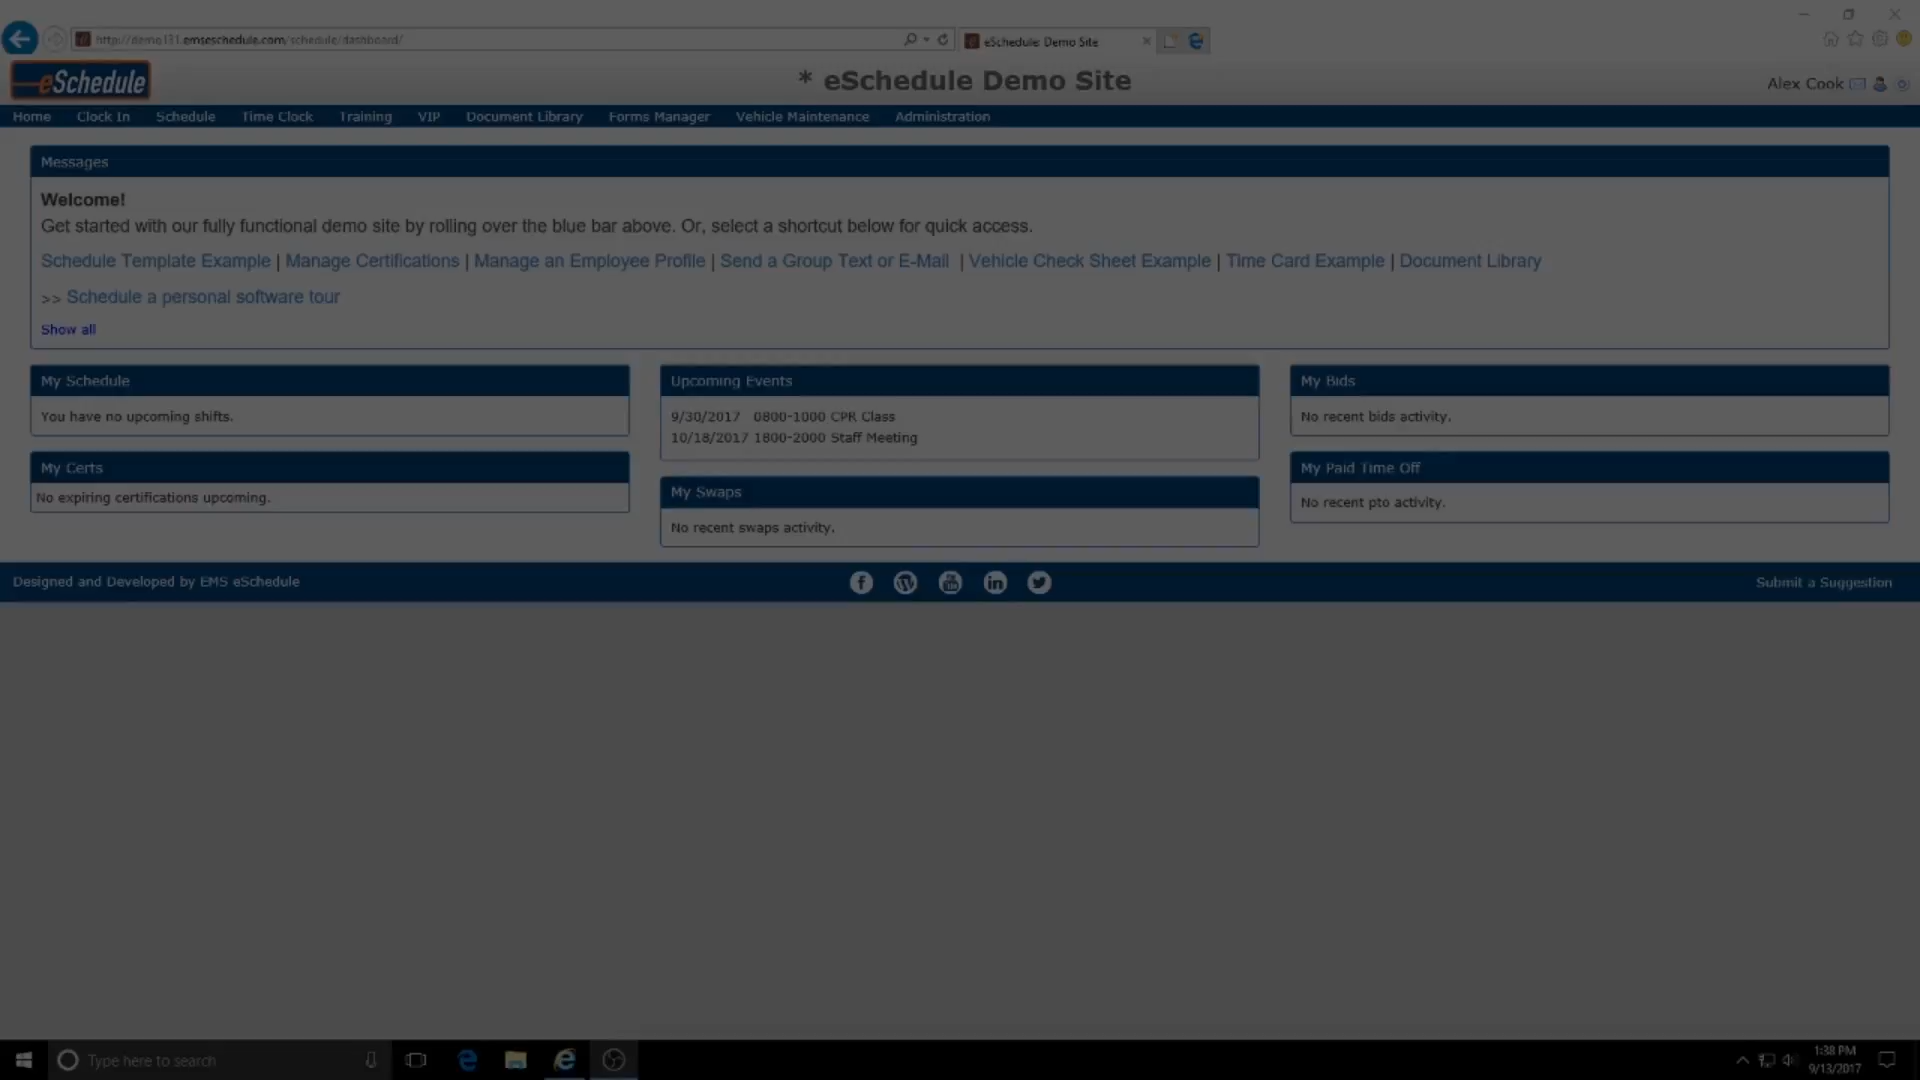 http://demo131.emseschedule.com/schedule/dashboard/
eSchedule: Demo Site
eSchedule
* eSchedule Demo Site
Alex Cook
Home Clock In Schedule Time Clock Training VIP Document Library Forms Manager Vehicle Maintenance Administration
Messages
Welcome!
Get started with our fully functional demo site by rolling over the blue bar above. Or, select a shortcut below for quick access.
Schedule Template Example | Manage Certifications | Manage an Employee Profile | Send a Group Text or E-Mail | Vehicle Check Sheet Example | Time Card Example | Document Library
>> Schedule a personal software tour
Show all
My Schedule
You have no upcoming shifts.
My Certs
No expiring certifications upcoming.
Upcoming Events
9/30/2017 0800-1000 CPR Class
10/18/2017 1800-2000 Staff Meeting
My Swaps
No recent swaps activity.
My Bids
No recent bids activity.
My Paid Time Off
No recent pto activity.
Designed and Developed by EMS eSchedule
Submit a Suggestion
Type here to search
1:38 PM
9/13/2017